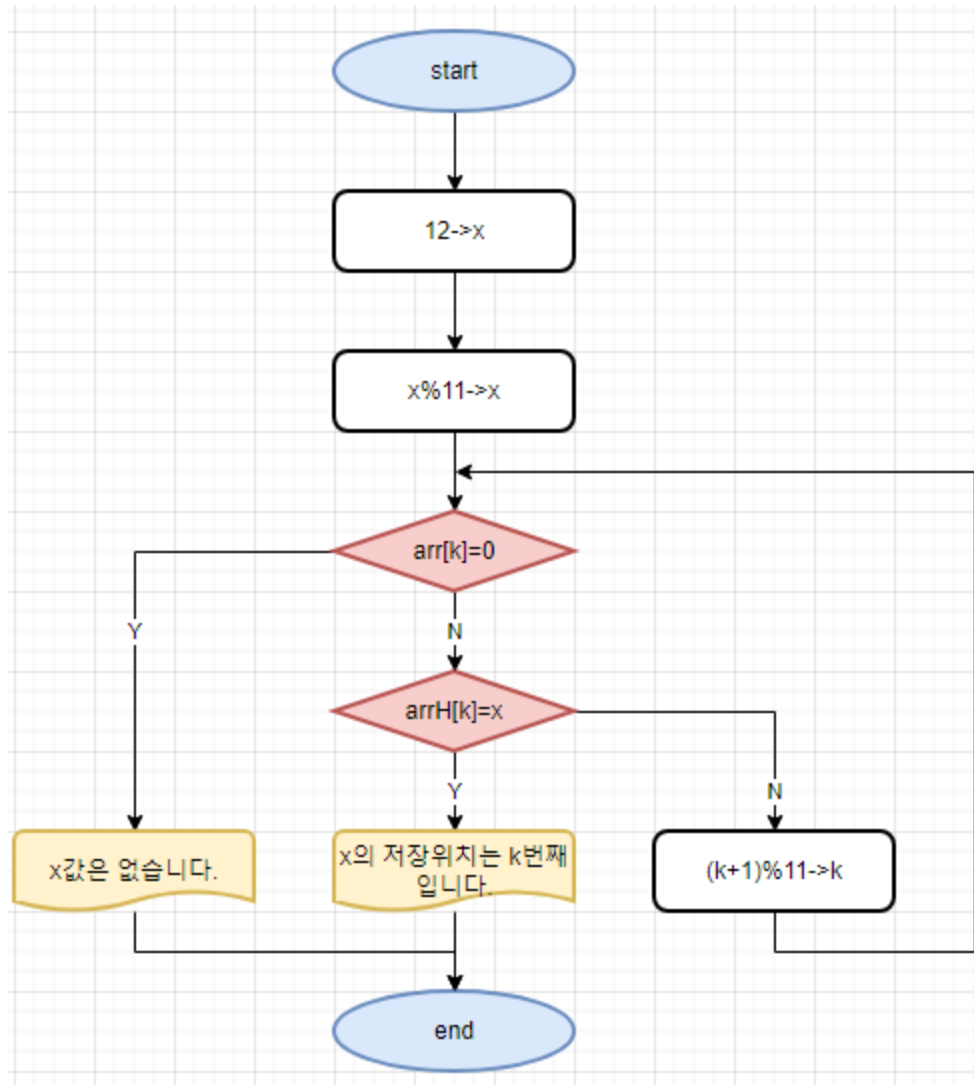 start
12->x
x%11->x
arr[k]=0
Y
N
arrH[k]=x
Y
N
x값은 없습니다.
x의 저장위치는 k번째
입니다.
(k+1)%11->k
end